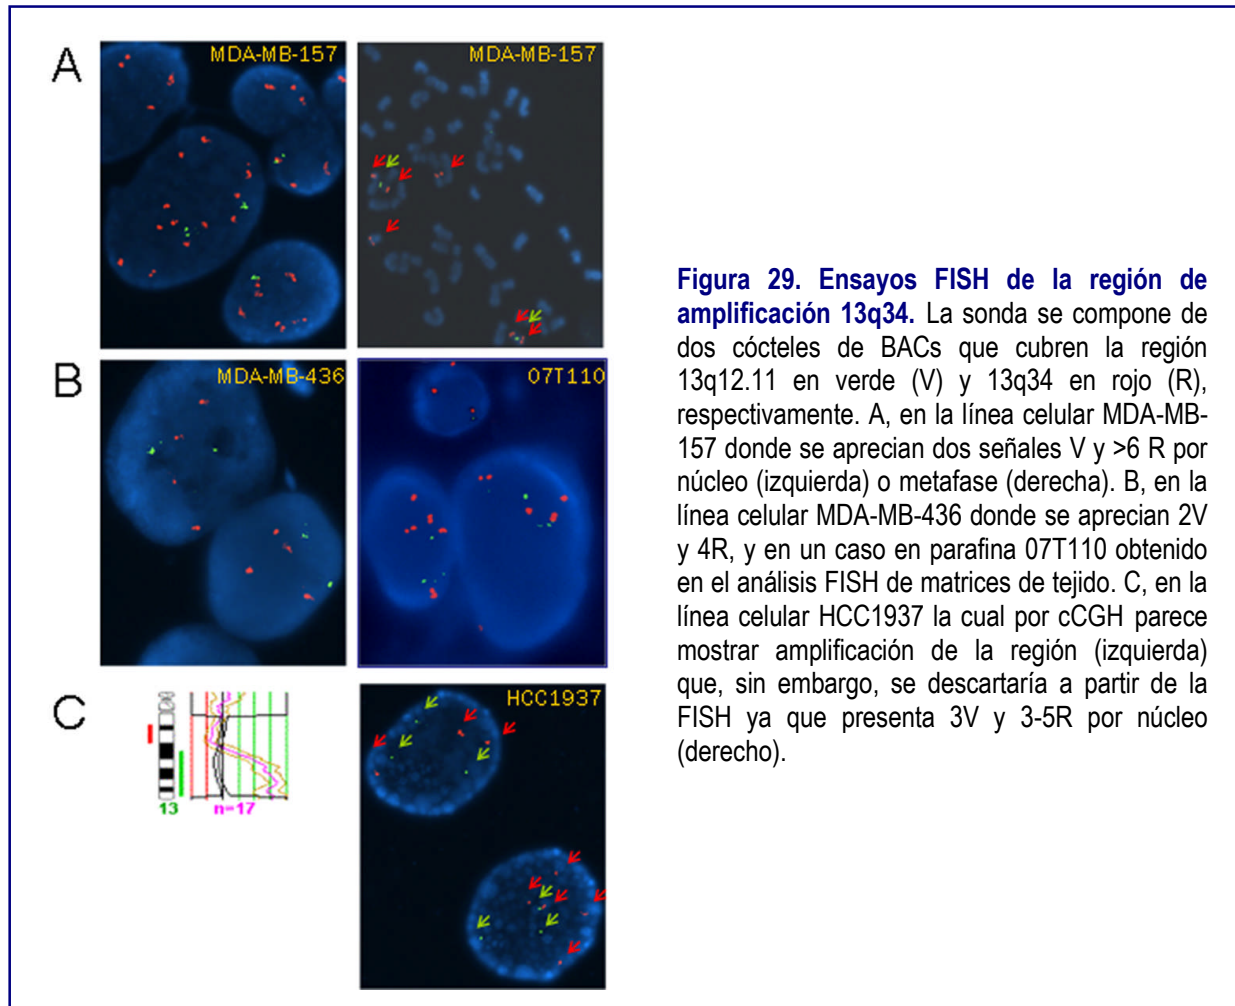 A
MDA-MB-157
MDA-MB-157
B
MDA-MB-436
07T110
C
13
n=17
HCC1937
Figura 29. Ensayos FISH de la región de
amplificación 13q34. La sonda se compone de
dos cócteles de BACs que cubren la región
13q12.11 en verde (V) y 13q34 en rojo (R),
respectivamente. A, en la línea celular MDA-MB-
157 donde se aprecian dos señales V y >6 R por
núcleo (izquierda) o metafase (derecha). B, en la
línea celular MDA-MB-436 donde se aprecian 2V
y 4R, y en un caso en parafina 07T110 obtenido
en el análisis FISH de matrices de tejido. C, en la
línea celular HCC1937 la cual por cCGH parece
mostrar amplificación de la región (izquierda)
que, sin embargo, se descartaría a partir de la
FISH ya que presenta 3V y 3-5R por núcleo
(derecho).